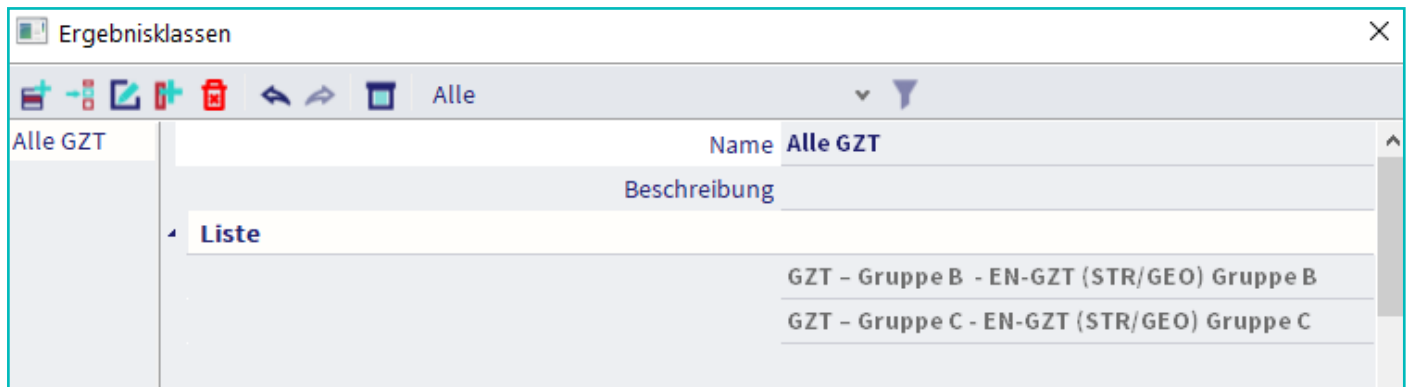 Ergebnisklassen
Alle
Alle GZT
Name Alle GZT
Beschreibung
Liste
GZT – Gruppe B - EN-GZT (STR/GEO) Gruppe B
GZT – Gruppe C - EN-GZT (STR/GEO) Gruppe C